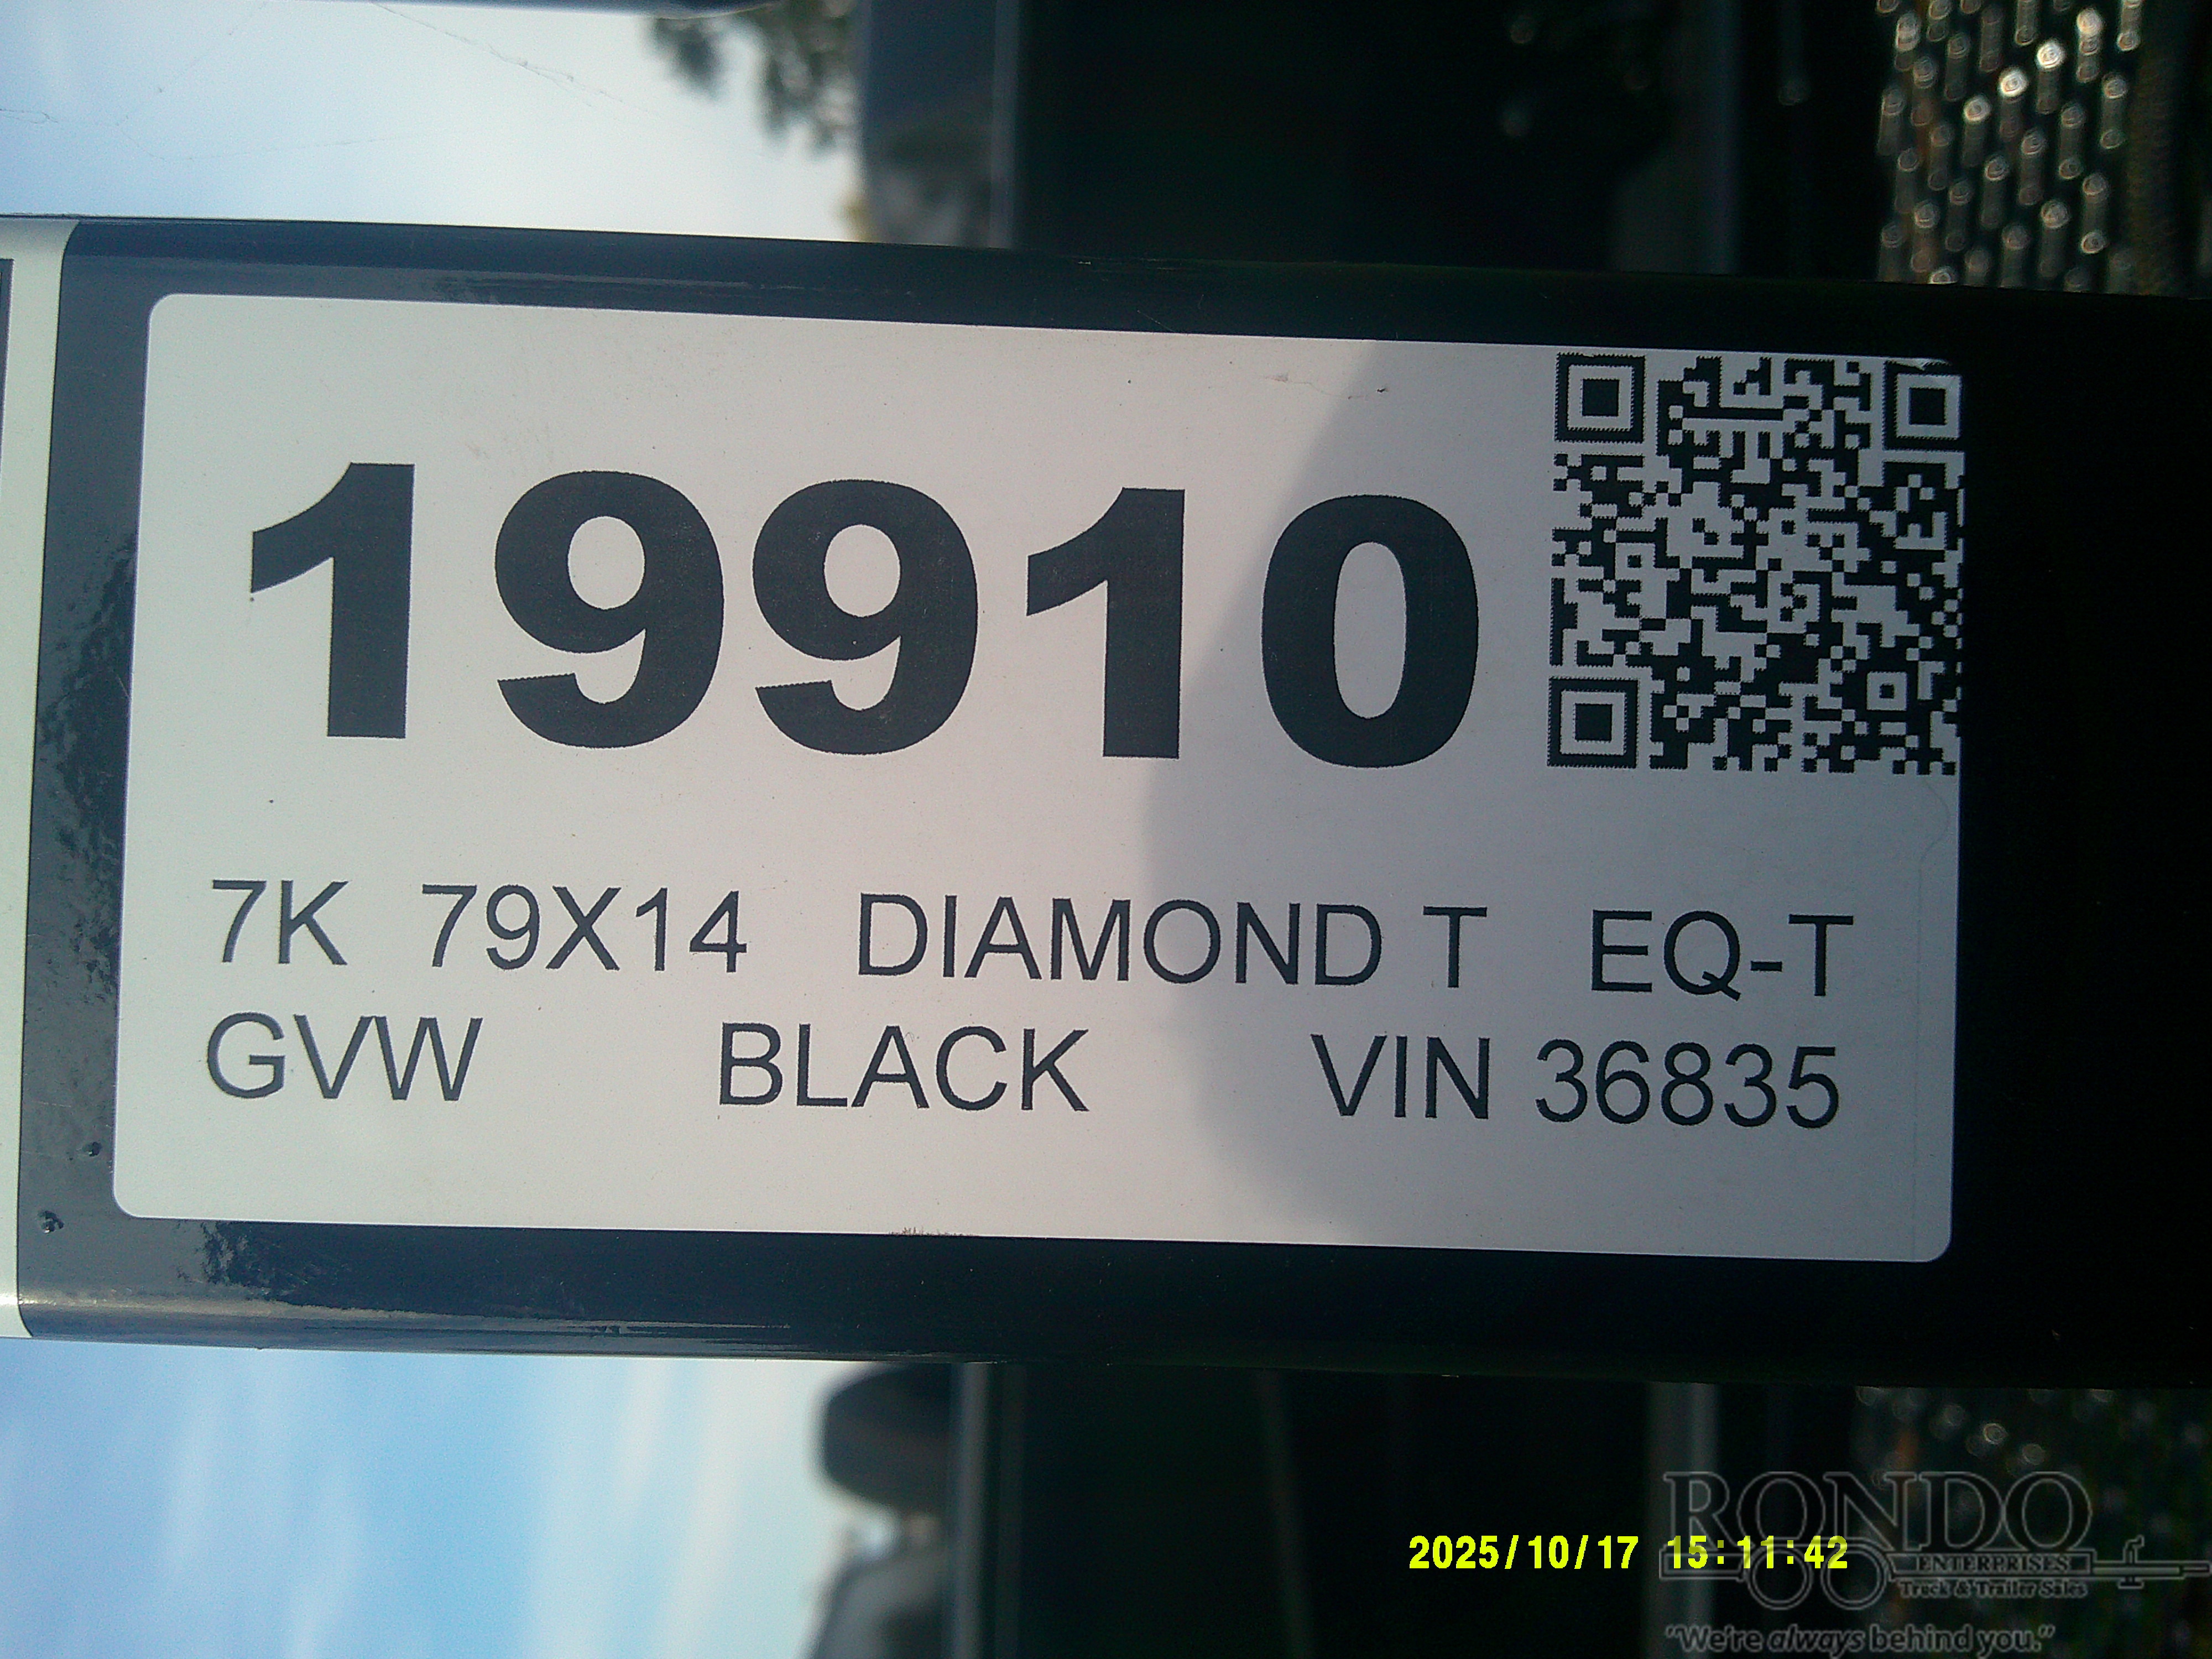 19910
7K 79X14 DIAMOND T EQ-T
GVW BLACK VIN 36835
2025/10/17 15:11:42
RONDO
ENTERPRISES
Truck & Trailer Sales
"We're always behind you."